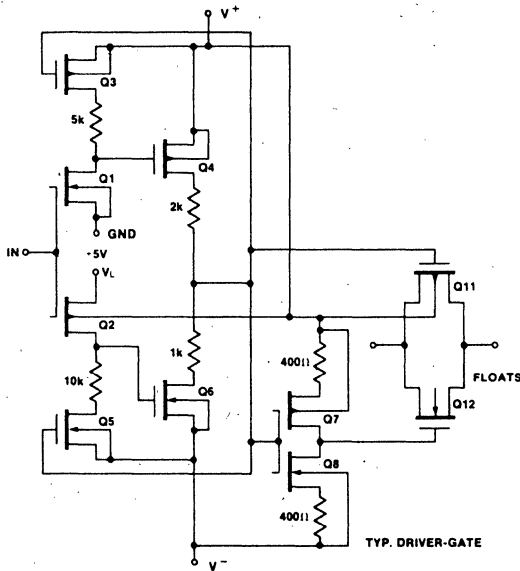 V+
Q3
5k
Q4
Q1
2k
GND
+5V
IN
VL
Q2
Q11
1k
400Ω
FLOATS
10k
Q6
Q7
Q12
Q5
Q8
400Ω
TYP. DRIVER-GATE
V−